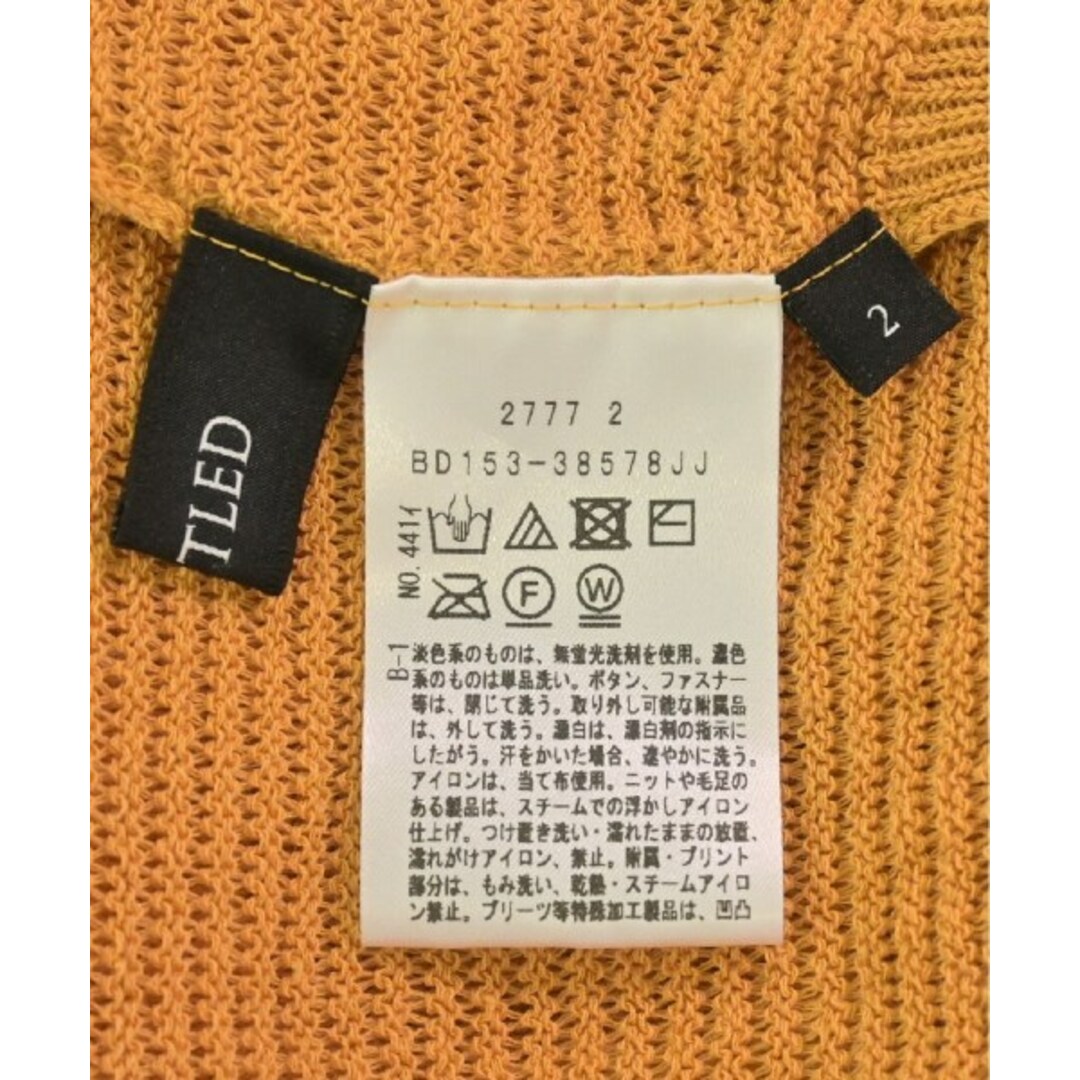 TLED
2
2777 2
BD153-38578JJ
NO. 441イ
F
W
B-1
淡色系のものは、無蛍光洗剤を使用。濃色
系のものは単品洗い。ボタン、ファスナー
等は、閉じて洗う。取り外し可能な附属品
は、外して洗う。漂白は、漂白剤の指示に
したがう。汗をかいた場合、速やかに洗う。
アイロンは、当て布使用。ニットや毛足の
ある製品は、スチームでの浮かしアイロン
仕上げ。つけ置き洗い・濡れたままの放置、
濡れがけアイロン、禁止。附属・プリント
部分は、もみ洗い、乾熱・スチームアイロ
ン禁止。プリーツ等特殊加工製品は、凹凸